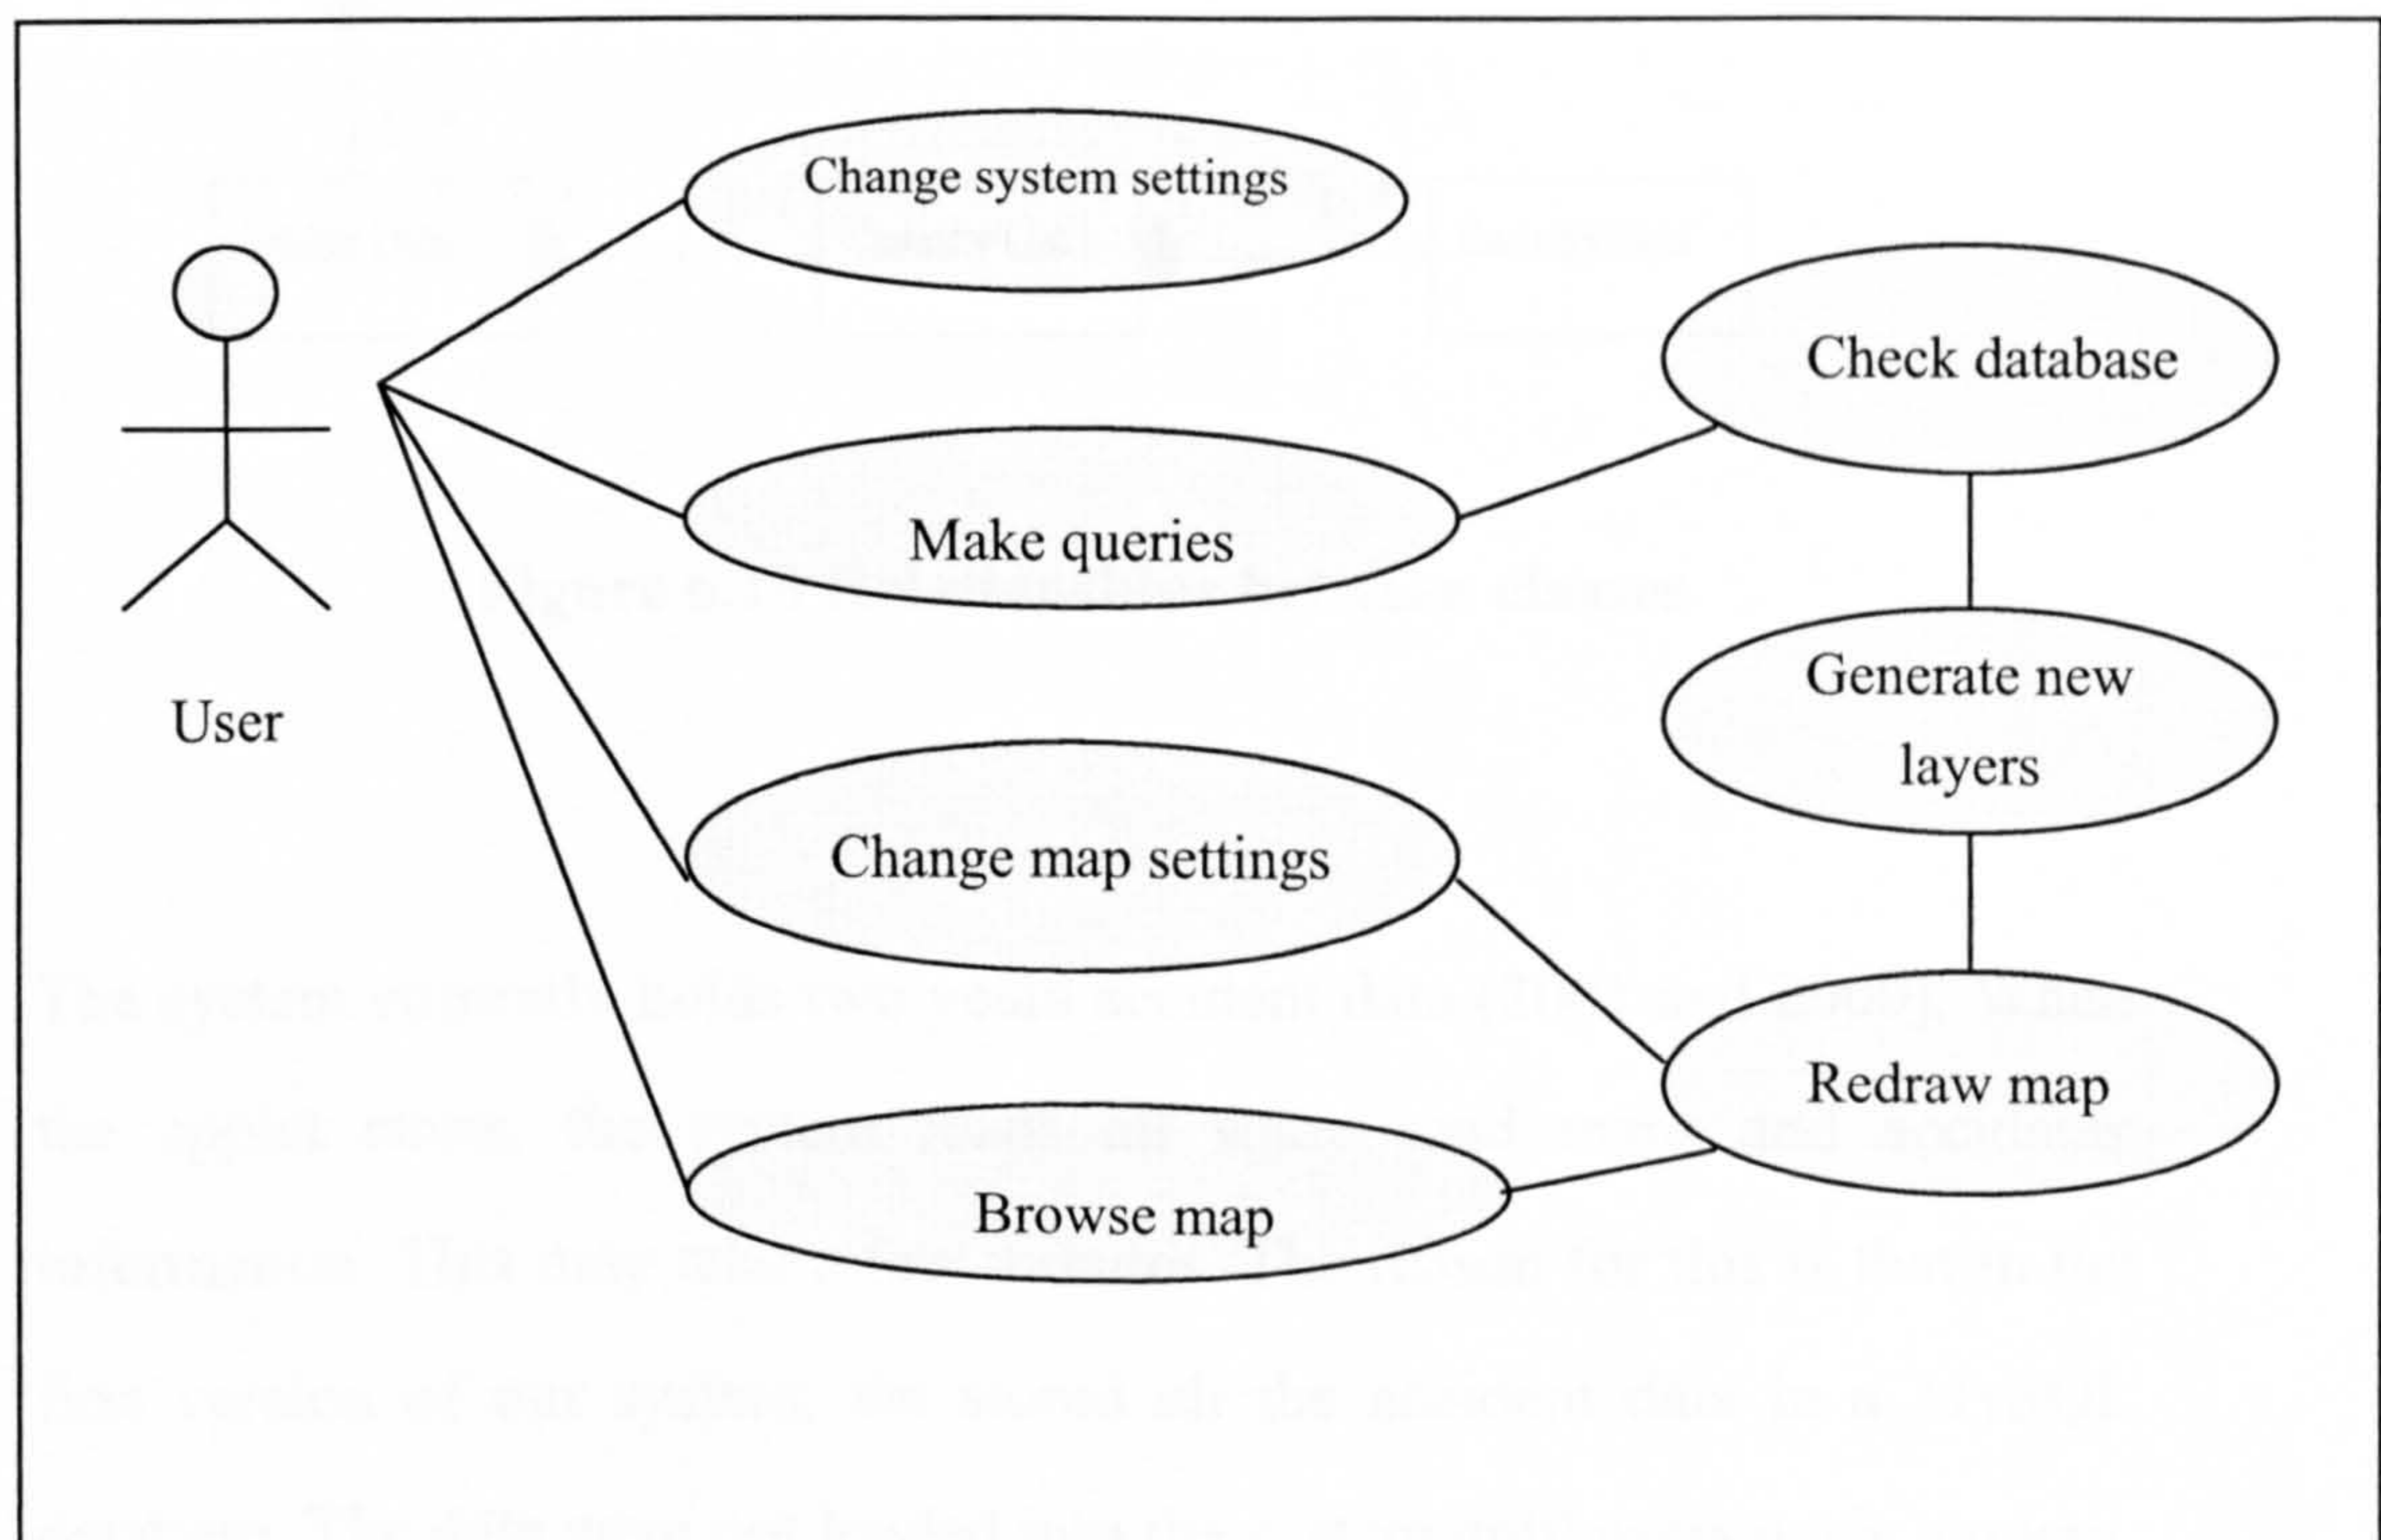 Change system settings
Check database
Make queries
Generate new
layers
User
Change map settings
Redraw map
Browse map